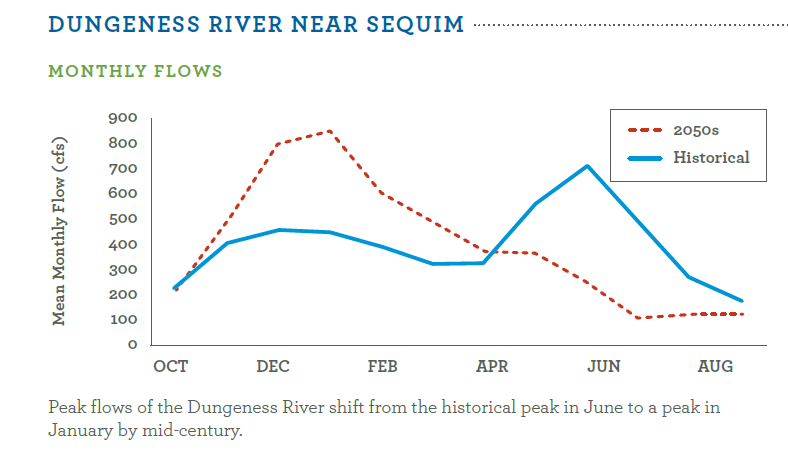 DUNGENESS RIVER NEAR SEQUIM
MONTHLY FLOWS
Mean Monthly Flow (cfs)
900
800
700
600
500
400
300
200
100
0
2050s
Historical
OCT DEC FEB APR JUN AUG
Peak flows of the Dungeness River shift from the historical peak in June to a peak in
January by mid-century.